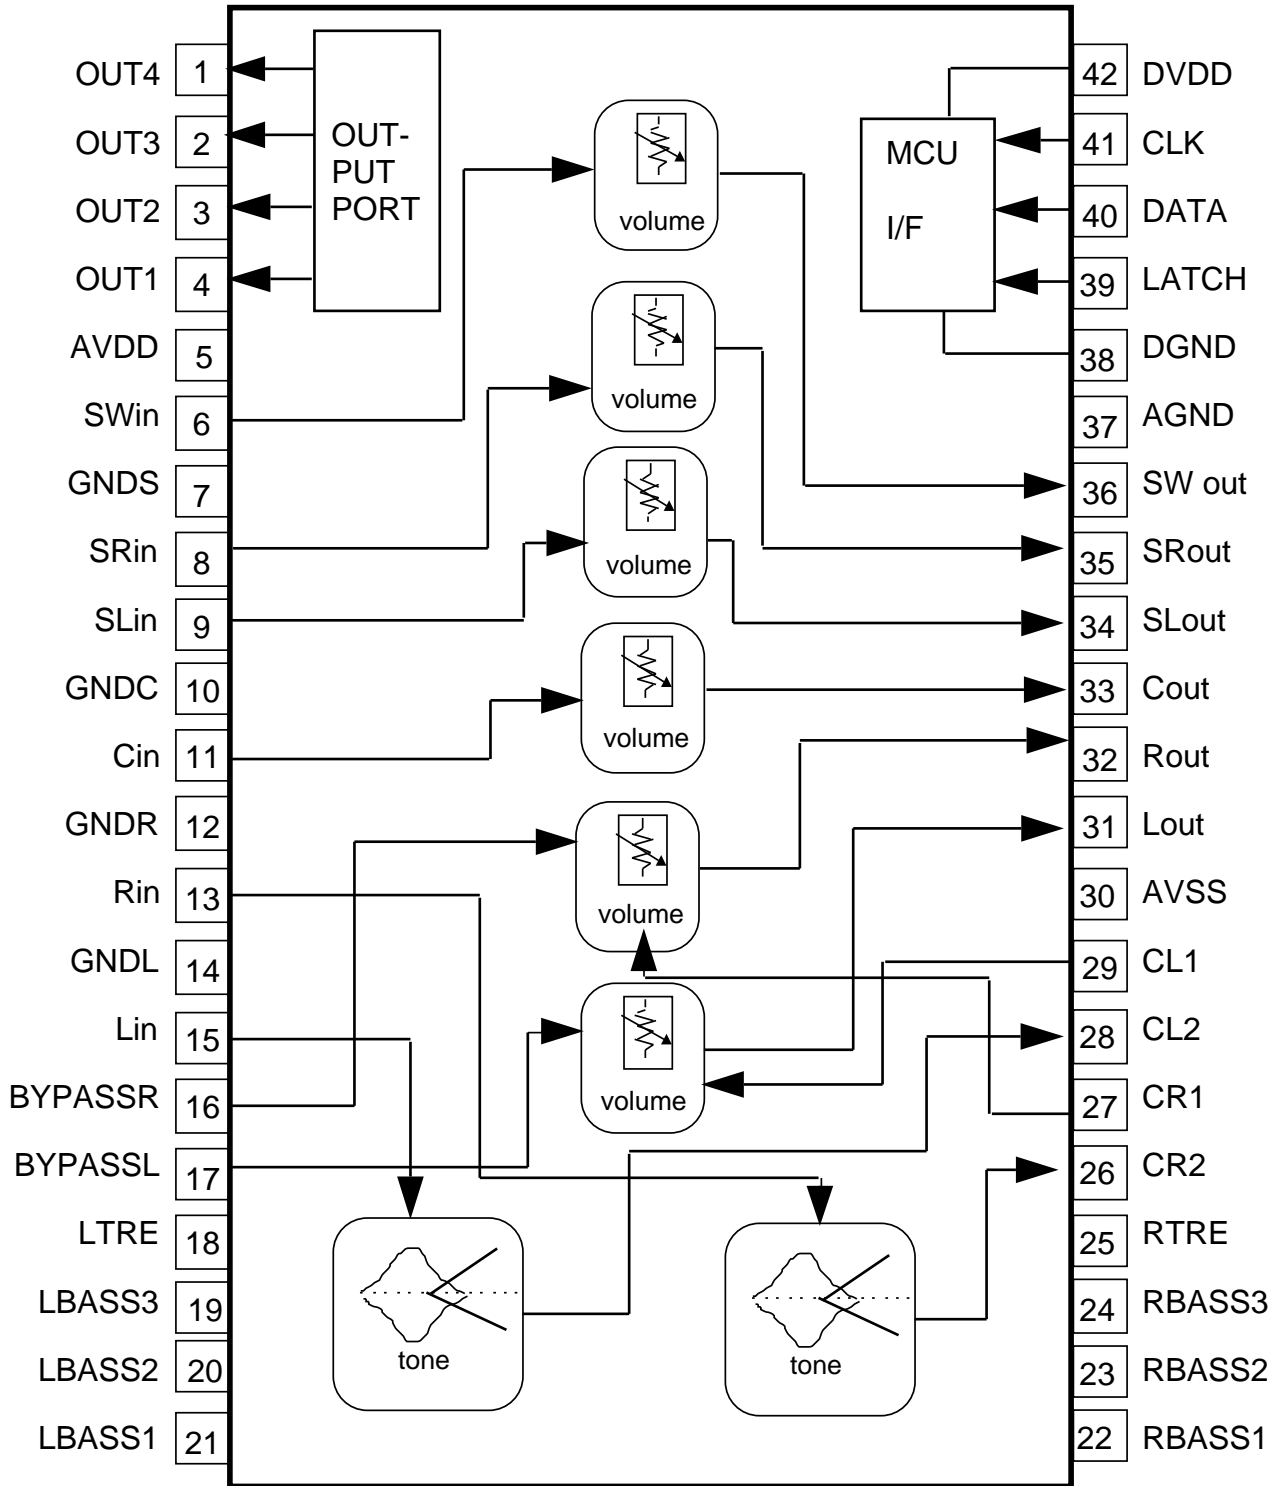 OUT4 1
OUT3 2
OUT2 3
OUT1 4
AVDD 5
SWin 6
GNDS 7
SRin 8
SLin 9
GNDC 10
Cin 11
GNDR 12
Rin 13
GNDL 14
Lin 15
BYPASSR 16
BYPASSL 17
LTRE 18
LBASS3 19
LBASS2 20
LBASS1 21
OUT-
PUT
PORT
volume
volume
volume
volume
volume
volume
tone
tone
MCU
I/F
42 DVDD
41 CLK
40 DATA
39 LATCH
38 DGND
37 AGND
36 SW out
35 SRout
34 SLout
33 Cout
32 Rout
31 Lout
30 AVSS
29 CL1
28 CL2
27 CR1
26 CR2
25 RTRE
24 RBASS3
23 RBASS2
22 RBASS1